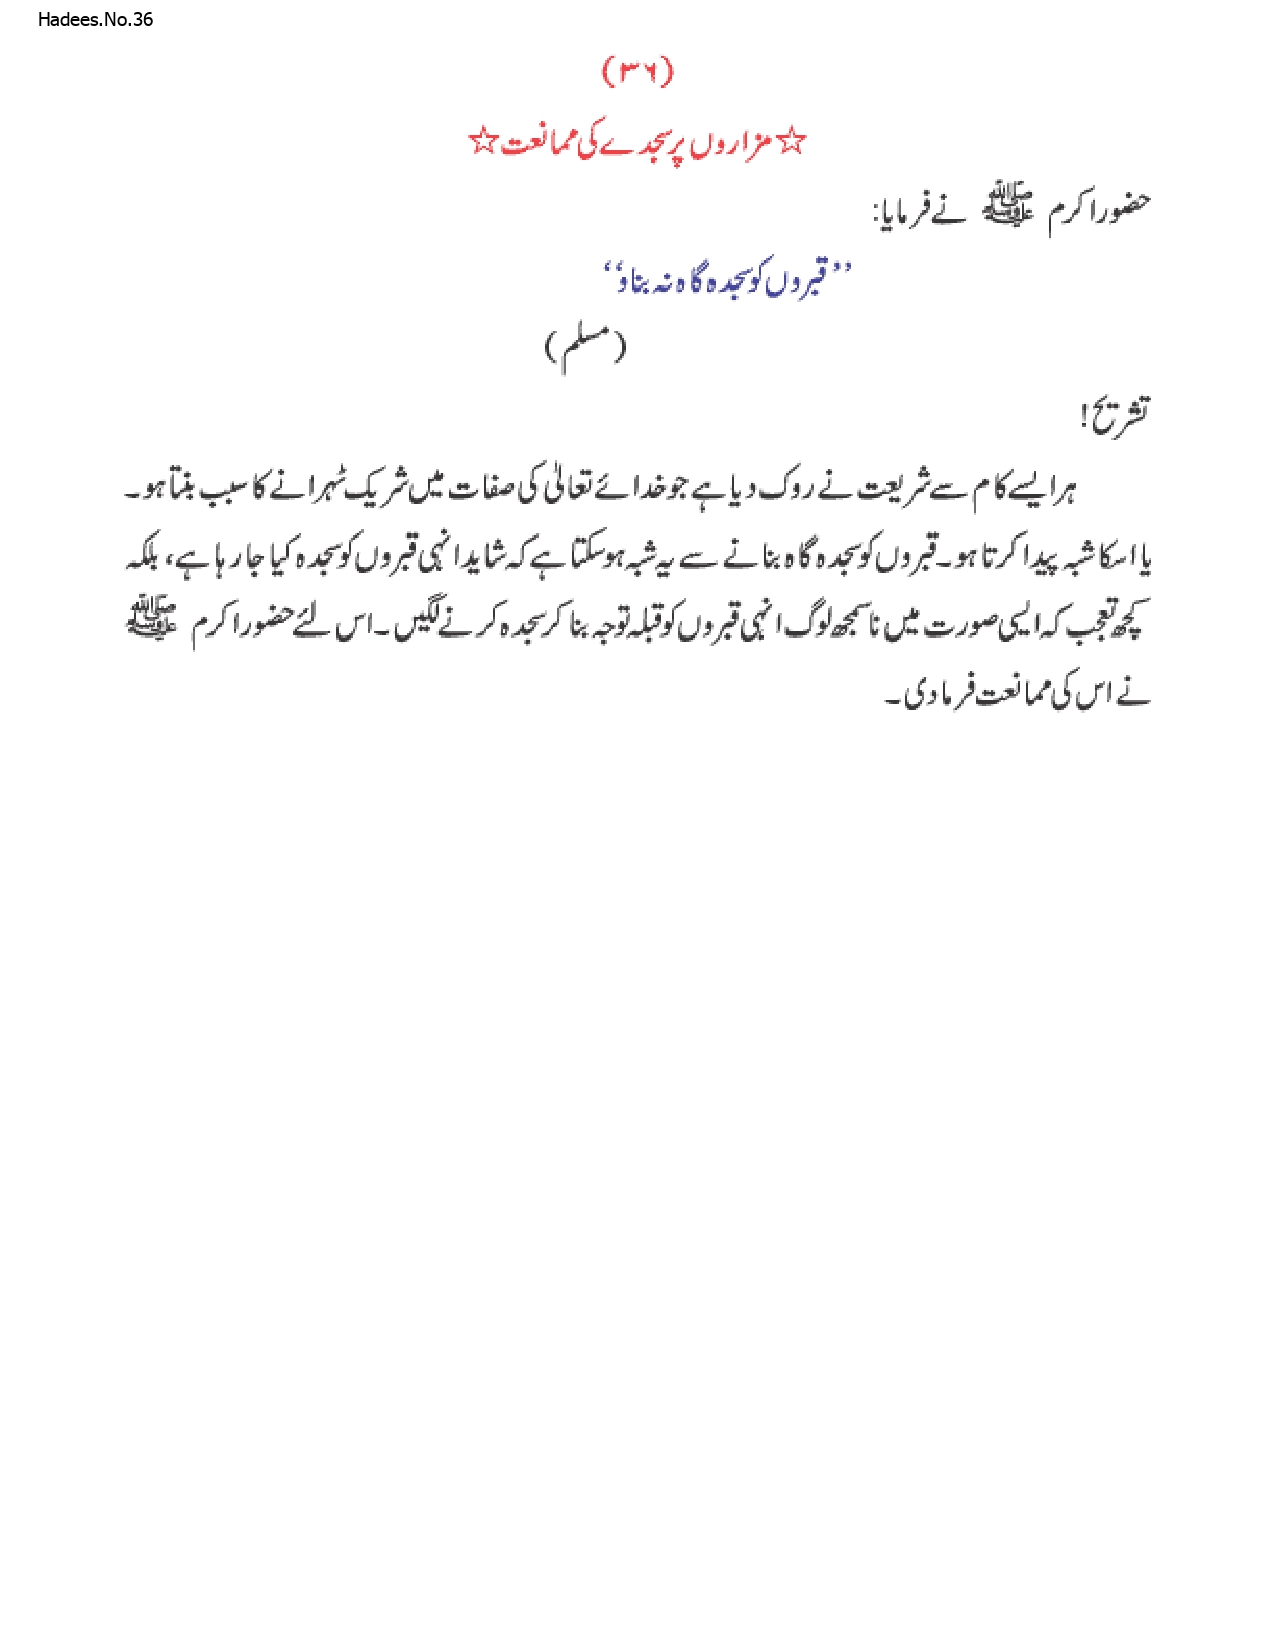 Hadees.No.36
(۳۶)
☆مزاروں پر سجدے کی ممانعت☆
حضور اکرم ﷺ نے فرمایا:
’’قبروں کو سجدہ گاہ نہ بناو‘‘
(مسلم)
تشریح!
ہر ایسے کام سے شریعت نے روک دیا ہے جو خدائے تعالیٰ کی صفات میں شریک ٹہرانے کا سبب بنتا ہو۔
یا اسکا شبہ پیدا کرتا ہو۔ قبروں کو سجدہ گاہ بنانے سے یہ شبہ ہو سکتا ہے کہ شاید انہی قبروں کو سجدہ کیا جا رہا ہے، بلکہ
کچھ تعجب کہ ایسی صورت میں ناسمجھ لوگ انہی قبروں کو قبلہ توجہ بنا کر سجدہ کرنے لگیں۔ اس لئے حضور اکرم ﷺ
نے اس کی ممانعت فرمادی۔